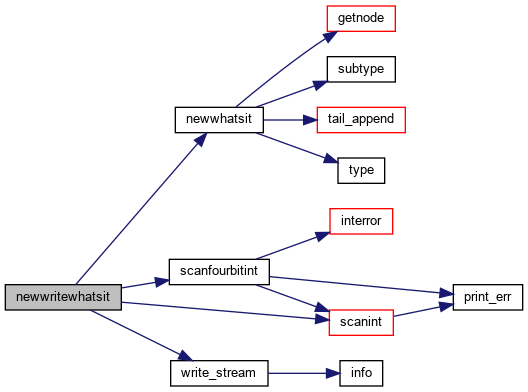 getnode
subtype
newwhatsit
tail_append
type
interror
scanfourbitint
newwritewhatsit
print_err
scanint
write_stream
info